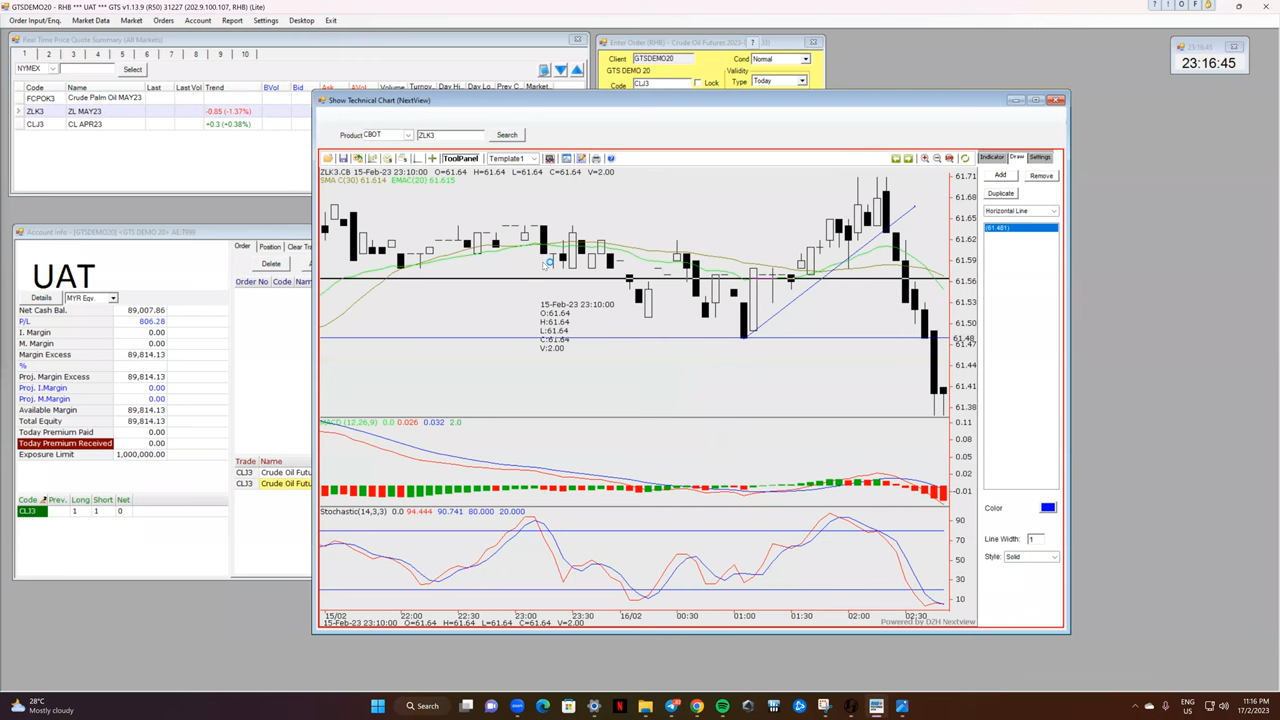 GTSDEMO20 - RHB *** UAT *** GTS v1.13.9 (RS0) 31227 (202.9.100.107, RHB) (Lite)
Order Input/Enq. Market Data Market Orders Account Report Settings Desktop Exit
Real Time Price Quote Summary (All Markets)
1 2 3 4 5 6 7 8 9 10
NYMEX Select
Code Name Last Last Vol Trend BVol Bid
FCPOK3 Crude Palm Oil MAY23
ZLK3 ZL MAY23 -0.85 (-1.37%)
CLJ3 CL APR23 +0.3 (+0.38%)
Enter Order (RHB) - Crude Oil Futures 2023-
Client GTSDEMO20 Cond Normal
GTS DEMO 20 Validity
Code CLJ3 Lock Type Today
23:16:45
23:16:45
Show Technical Chart (NextView)
Product CBOT ZLK3 Search
ToolPanel Template1
Indicator Draw Settings
Add Remove
Duplicate
Horizontal Line
(61.481)
Color
Line Width: 1
Style: Solid
ZLK3.CB 15-Feb-23 23:10:00 O=61.64 H=61.64 L=61.64 C=61.64 V=2.00
SMA C(30) 61.614 EMAC(20) 61.615
61.71
61.68
61.65
61.62
61.59
61.56
61.53
61.50
61.48
61.47
61.44
61.41
61.38
15-Feb-23 23:10:00
O:61.64
H:61.64
L:61.64
C:61.64
V:2.00
MACD (12,26,9) 0.0 0.026 0.032 2.0
0.11
0.08
0.05
0.02
-0.01
Stochastic(14,3,3) 0.0 94.444 90.741 80.000 20.000
90
70
50
30
10
15/02 22:00 22:30 23:00 23:30 16/02 00:30 01:00 01:30 02:00 02:30
15-Feb-23 23:10:00 O=61.64 H=61.64 L=61.64 C=61.64 V=2.00
Powered by DZH Nextview
Account info - [GTSDEMO20] <GTS DEMO 20> AE:T999
UAT
Details MYR Eqv.
Net Cash Bal. 89,007.86
P/L 806.28
I. Margin 0.00
M. Margin 0.00
Margin Excess 89,814.13
%
Proj. Margin Excess 89,814.13
Proj. I.Margin 0.00
Proj. M.Margin 0.00
Available Margin 89,814.13
Total Equity 89,814.13
Today Premium Paid 0.00
Today Premium Received 0.00
Exposure Limit 1,000,000.00
Code Prev. Long Short Net
CLJ3 1 1 0
Order Position Clear Tra
Delete
Order No Code Nam
Trade Name
CLJ3 Crude Oil Futu
CLJ3 Crude Oil Futu
28°C
Mostly cloudy
Search
ENG
US
11:16 PM
17/2/2023